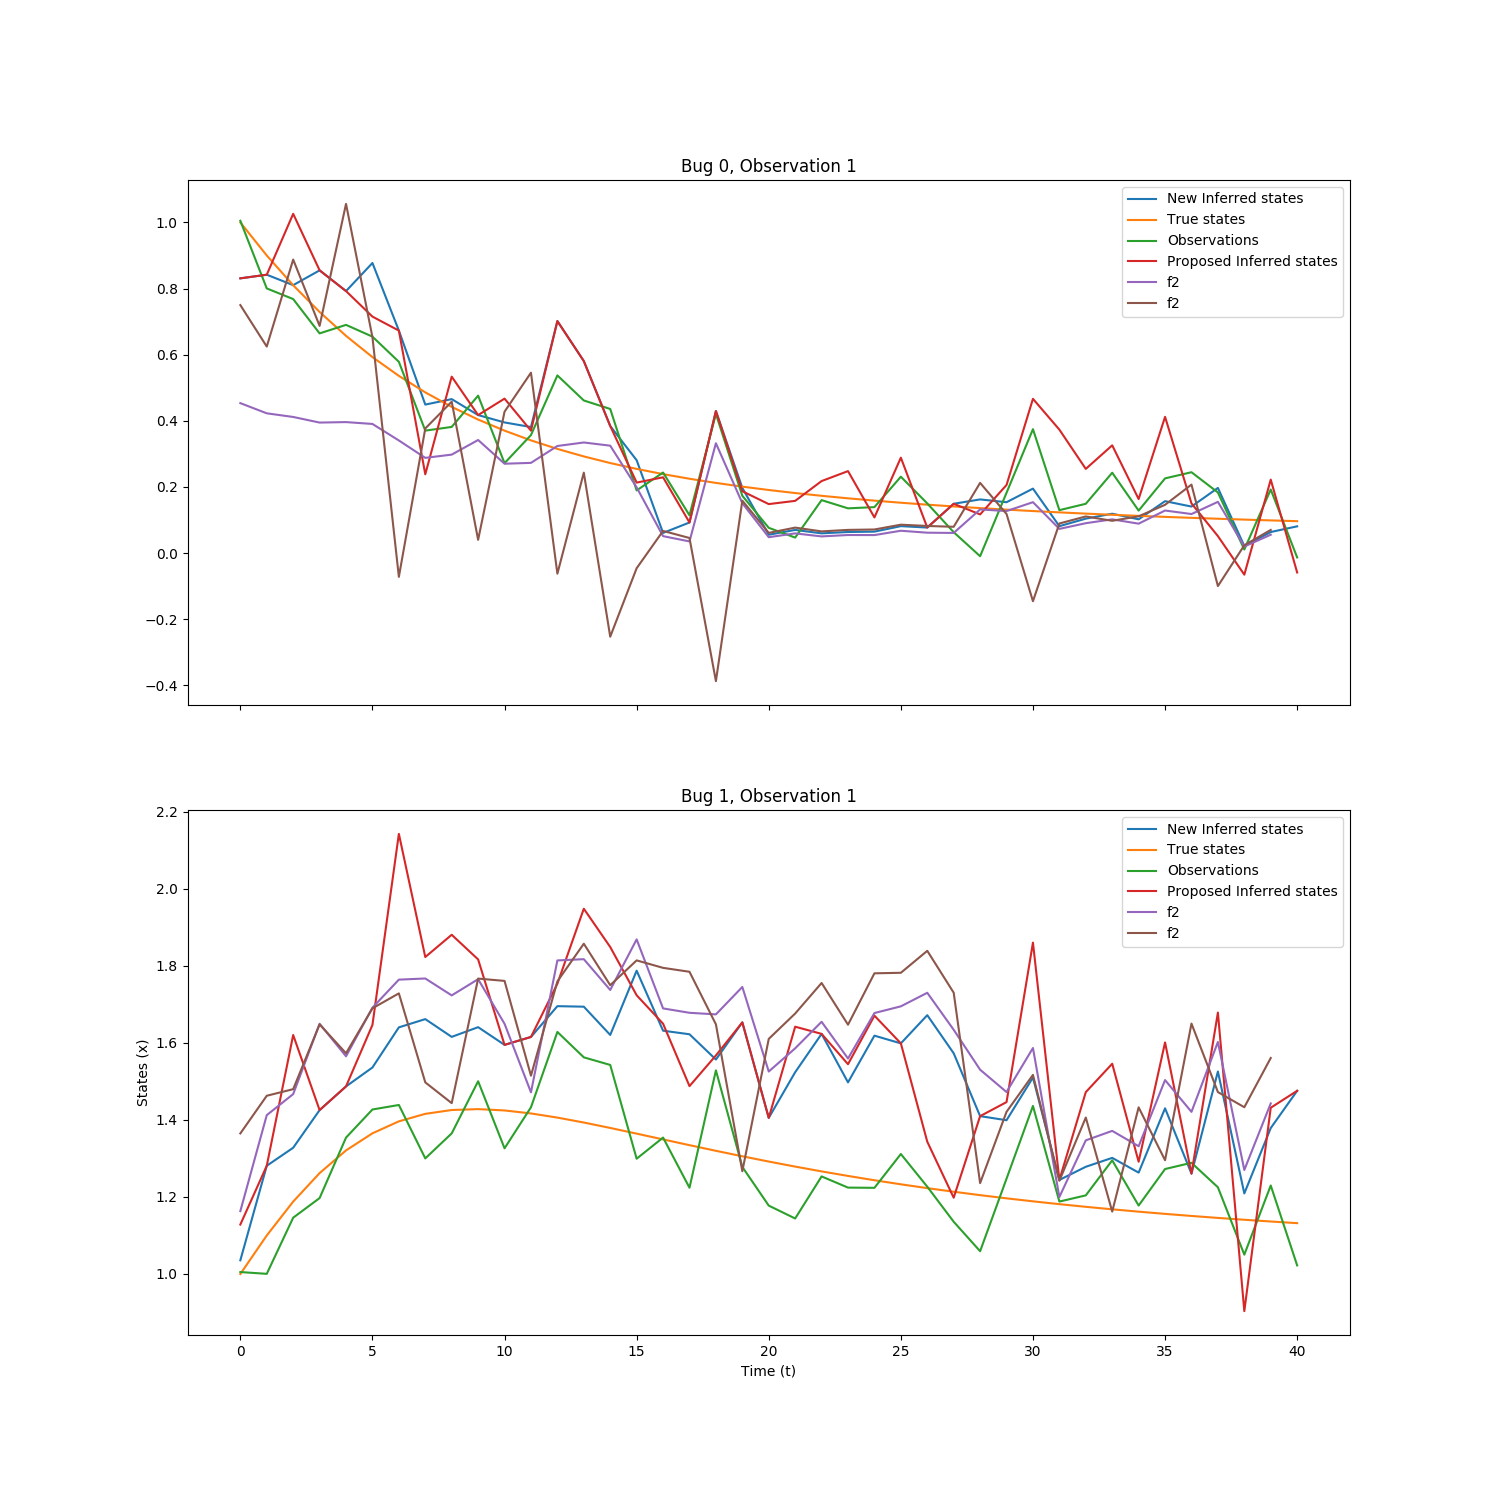 Bug 0, Observation 1
1.0
0.8
0.6
0.4
0.2
0.0
−0.2
−0.4
New Inferred states
True states
Observations
Proposed Inferred states
f2
f2
Bug 1, Observation 1
2.2
2.0
1.8
1.6
1.4
1.2
1.0
States (x)
New Inferred states
True states
Observations
Proposed Inferred states
f2
f2
0 5 10 15 20 25 30 35 40
Time (t)